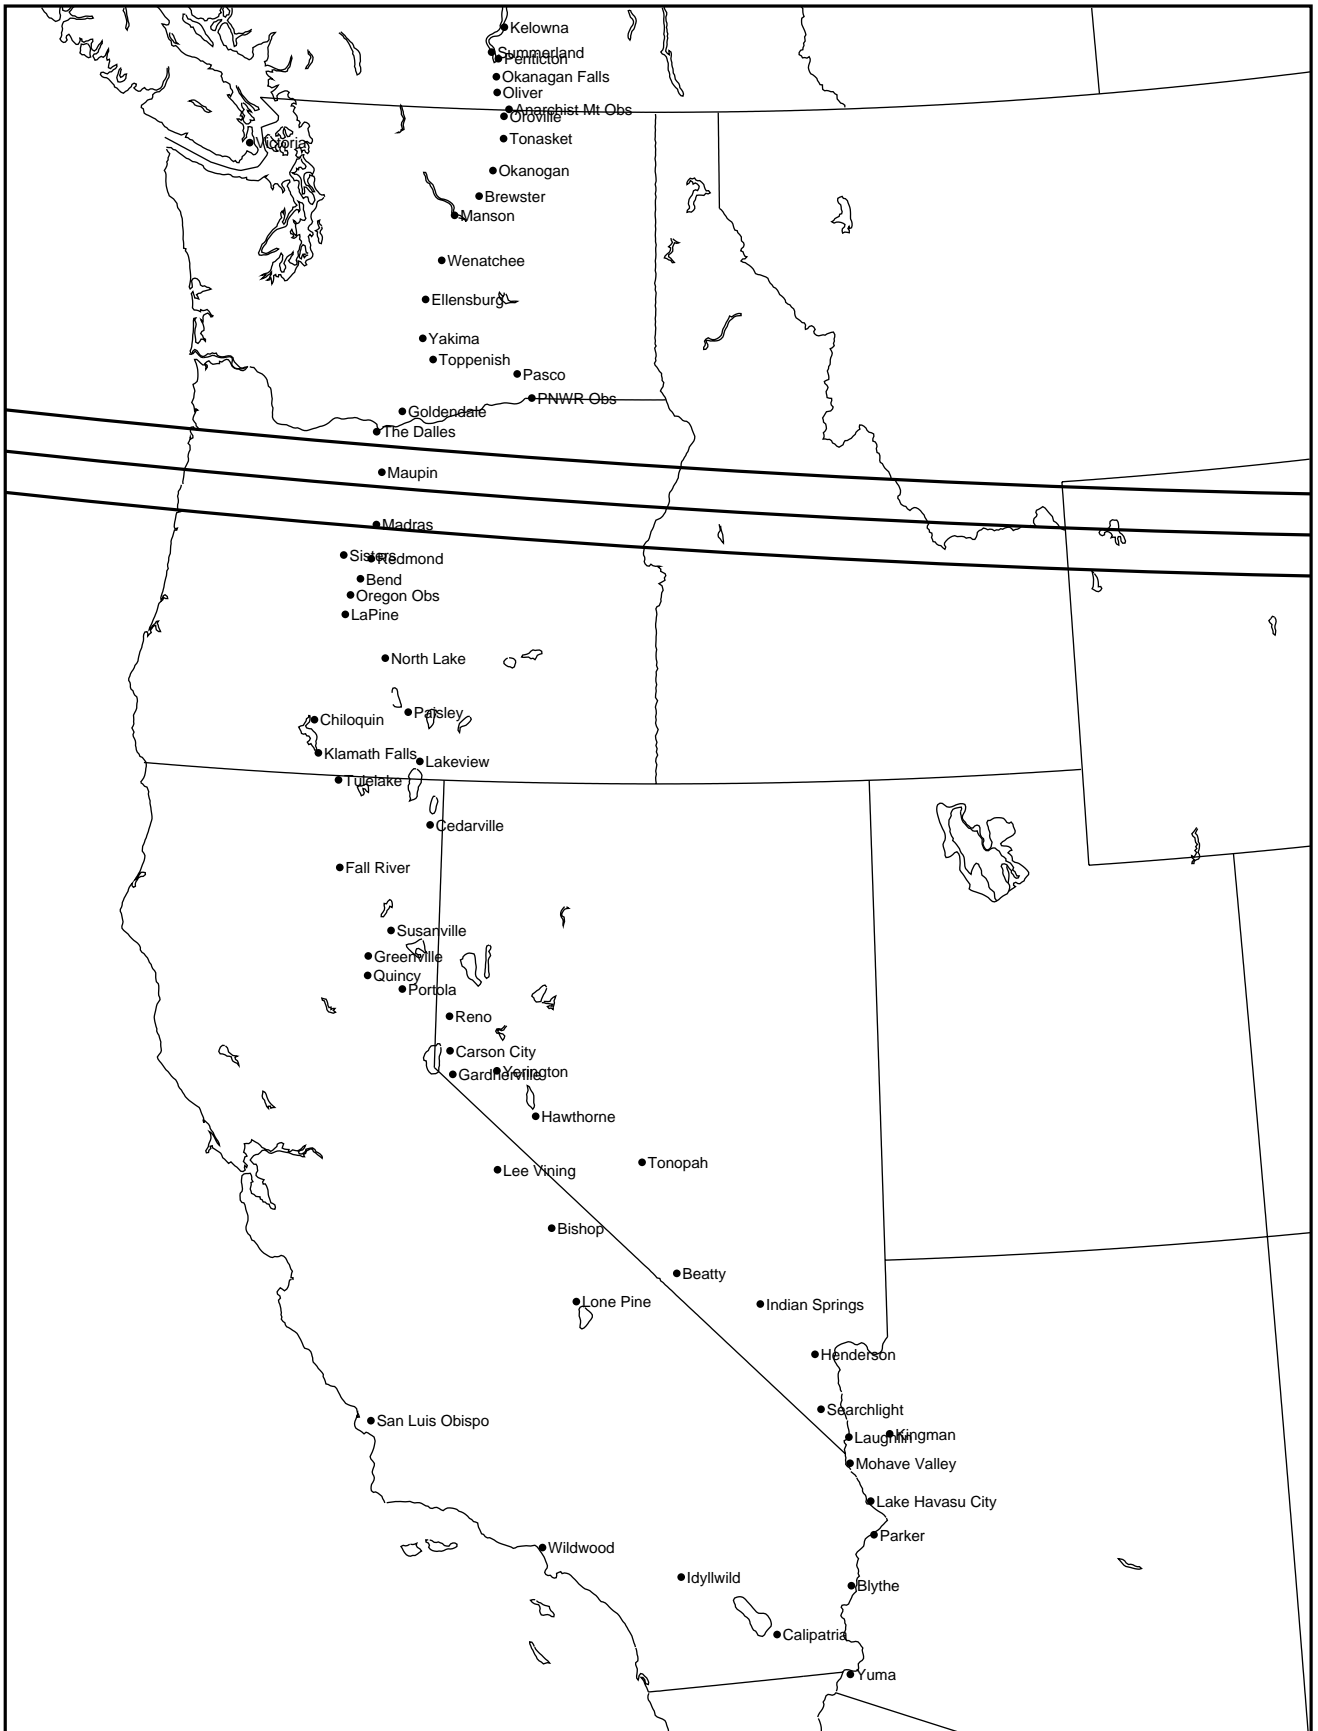 Kelowna
Summerland
Penticton
Okanagan Falls
Oliver
Anarchist Mt Obs
Oroville
Tonasket
Victoria
Okanogan
Brewster
Manson
Wenatchee
Ellensburg
Yakima
Toppenish
Pasco
PNWR Obs
Goldendale
The Dalles
Maupin
Madras
Sisters
Redmond
Bend
Oregon Obs
LaPine
North Lake
Paisley
Chiloquin
Klamath Falls
Lakeview
Tulelake
Cedarville
Fall River
Susanville
Greenville
Quincy
Portola
Reno
Carson City
Yerington
Gardnerville
Hawthorne
Tonopah
Lee Vining
Bishop
Beatty
Lone Pine
Indian Springs
Henderson
Searchlight
San Luis Obispo
Kingman
Laughlin
Mohave Valley
Lake Havasu City
Parker
Wildwood
Idyllwild
Blythe
Calipatria
Yuma